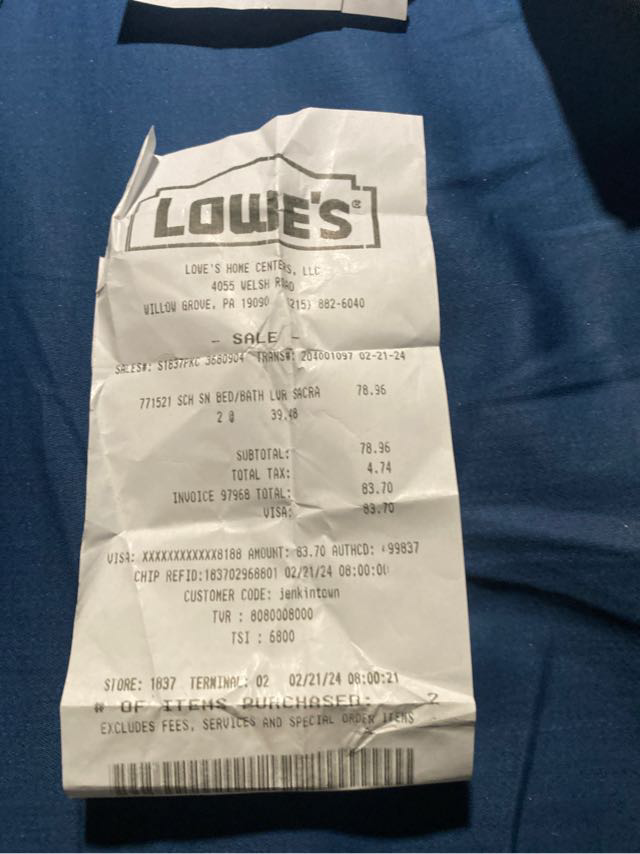 LOWE'S®
LOWE'S HOME CENTERS, LLC
4055 WELSH ROAD
WILLOW GROVE, PA 19090 (215) 882-6040
- SALE -
SALES#: S1837PKC 3680904 TRANS#: 204001097 02-21-24
771521 SCH SN BED/BATH LVR SACRA 78.96
2 @ 39.48
SUBTOTAL: 78.96
TOTAL TAX: 4.74
INVOICE 97968 TOTAL: 83.70
VISA: 83.70
VISA: XXXXXXXXXXXX8188 AMOUNT: 83.70 AUTHCD: 99837
CHIP REFID:183702968801 02/21/24 08:00:00
CUSTOMER CODE: jenkintown
TVR : 8080008000
TSI : 6800
STORE: 1837 TERMINAL: 02 02/21/24 08:00:21
# OF ITEMS PURCHASED: 2
EXCLUDES FEES, SERVICES AND SPECIAL ORDER ITEMS